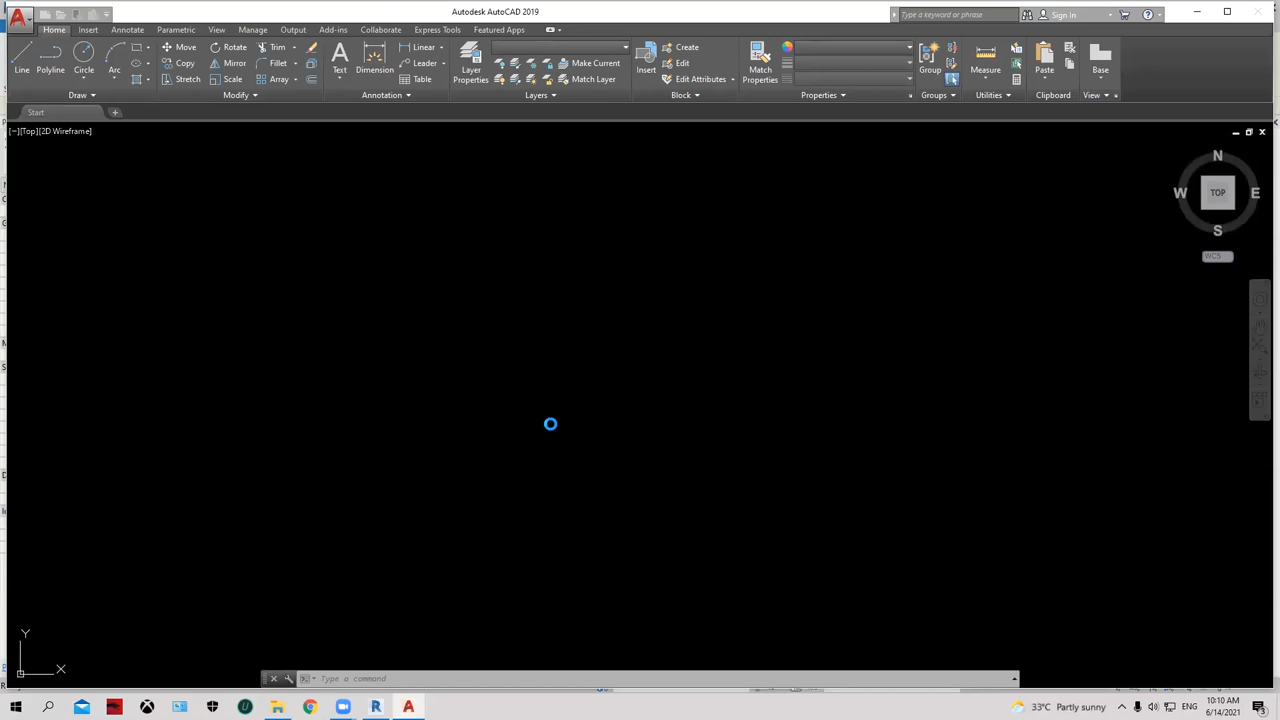 Autodesk AutoCAD 2019
Type a keyword or phrase
Sign In
Home Insert Annotate Parametric View Manage Output Add-ins Collaborate Express Tools Featured Apps
Line Polyline Circle Arc
Move Rotate Trim
Copy Mirror Fillet
Stretch Scale Array
Text Dimension
Linear
Leader
Table
Layer Properties
Make Current
Match Layer
Insert
Create
Edit
Edit Attributes
Match Properties
Group
Measure
Paste
Base
Draw Modify Annotation Layers Block Properties Groups Utilities Clipboard View
Start
[−][Top][2D Wireframe]
N
W TOP E
S
WCS
Y
X
Type a command
33°C Partly sunny
ENG
10:10 AM
6/14/2021